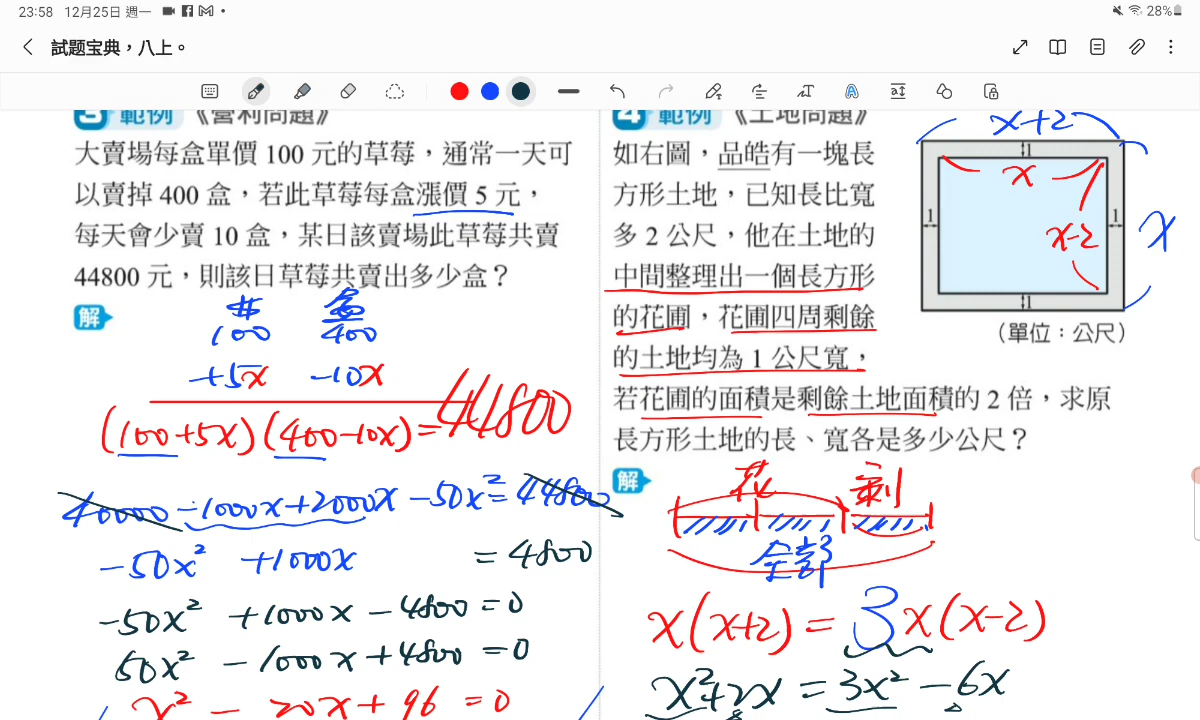 23:58 12月25日 週一
28%
試题宝典,八上。
3 範例 《營利問題》
大賣場每盒單價 100 元的草莓,通常一天可
以賣掉 400 盒,若此草莓每盒漲價 5 元,
每天會少賣 10 盒,某日該賣場此草莓共賣
44800 元,則該日草莓共賣出多少盒?
解
盒
100 400
+5x -10x
(100+5x)(400-10x)=44800
40000-1000x+2000x-50x²=44800
-50x² +1000x =4800
-50x² +1000x-4800=0
50x² -1000x+4800=0
x² - 20x+96=0
4 範例 《土地問題》
如右圖,品皓有一塊長
方形土地,已知長比寬
多 2 公尺,他在土地的
中間整理出一個長方形
的花圃,花圃四周剩餘
的土地均為 1 公尺寬,
若花圃的面積是剩餘土地面積的 2 倍,求原
長方形土地的長、寬各是多少公尺?
x+2
1
x
1
1
x-2
x
1
(單位:公尺)
解
花 剩
全部
x(x+2)=3x(x-2)
x²+2x=3x²-6x